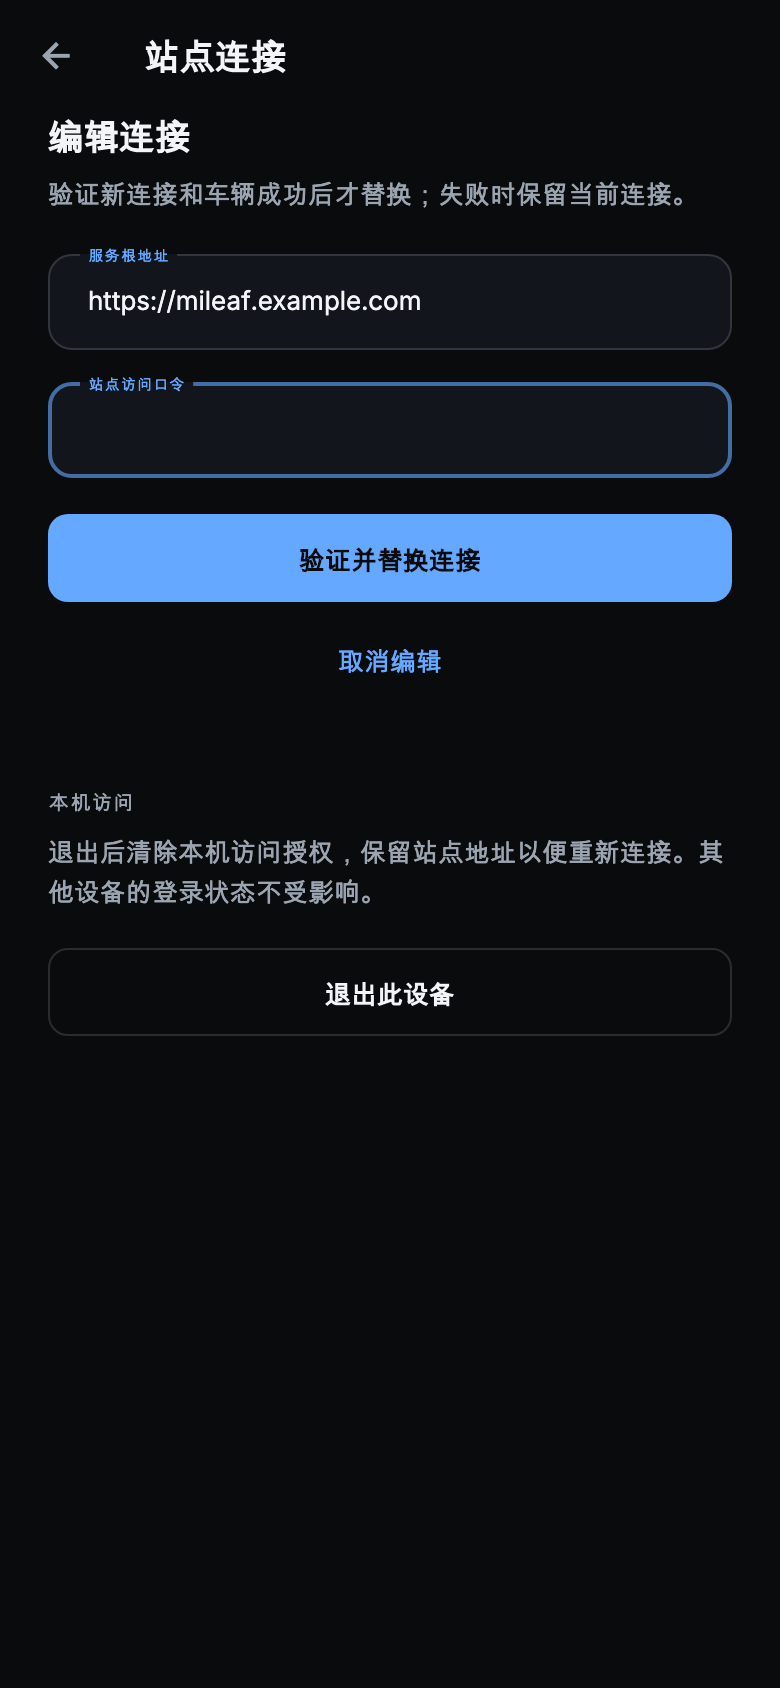 站点连接
编辑连接
验证新连接和车辆成功后才替换；失败时保留当前连接。
服务根地址
https://mileaf.example.com
站点访问口令
验证并替换连接
取消编辑
本机访问
退出后清除本机访问授权，保留站点地址以便重新连接。其
他设备的登录状态不受影响。
退出此设备